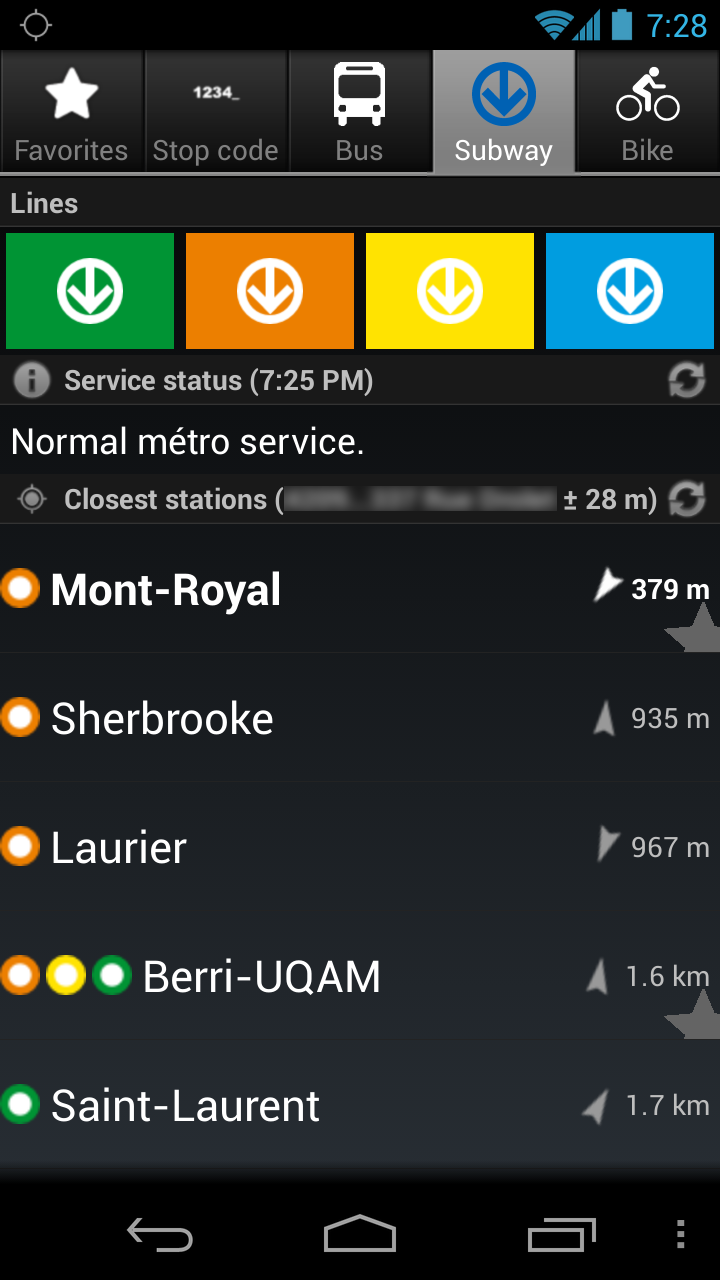 7:28
Favorites
1234_
Stop code
Bus
Subway
Bike
Lines
Service status (7:25 PM)
Normal métro service.
Closest stations ( ± 28 m)
Mont-Royal 379 m
Sherbrooke 935 m
Laurier 967 m
Berri-UQAM 1.6 km
Saint-Laurent 1.7 km